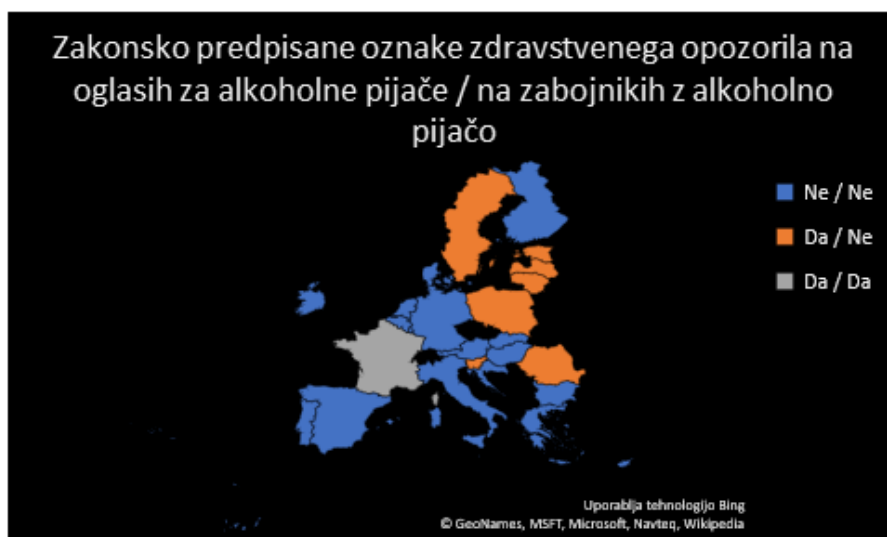 Zakonsko predpisane oznake zdravstvenega opozorila na
oglasih za alkoholne pijače / na zabojnikih z alkoholno
pijačo
Ne / Ne
Da / Ne
Da / Da
Uporablja tehnologijo Bing
© GeoNames, MSFT, Microsoft, Navteq, Wikipedia